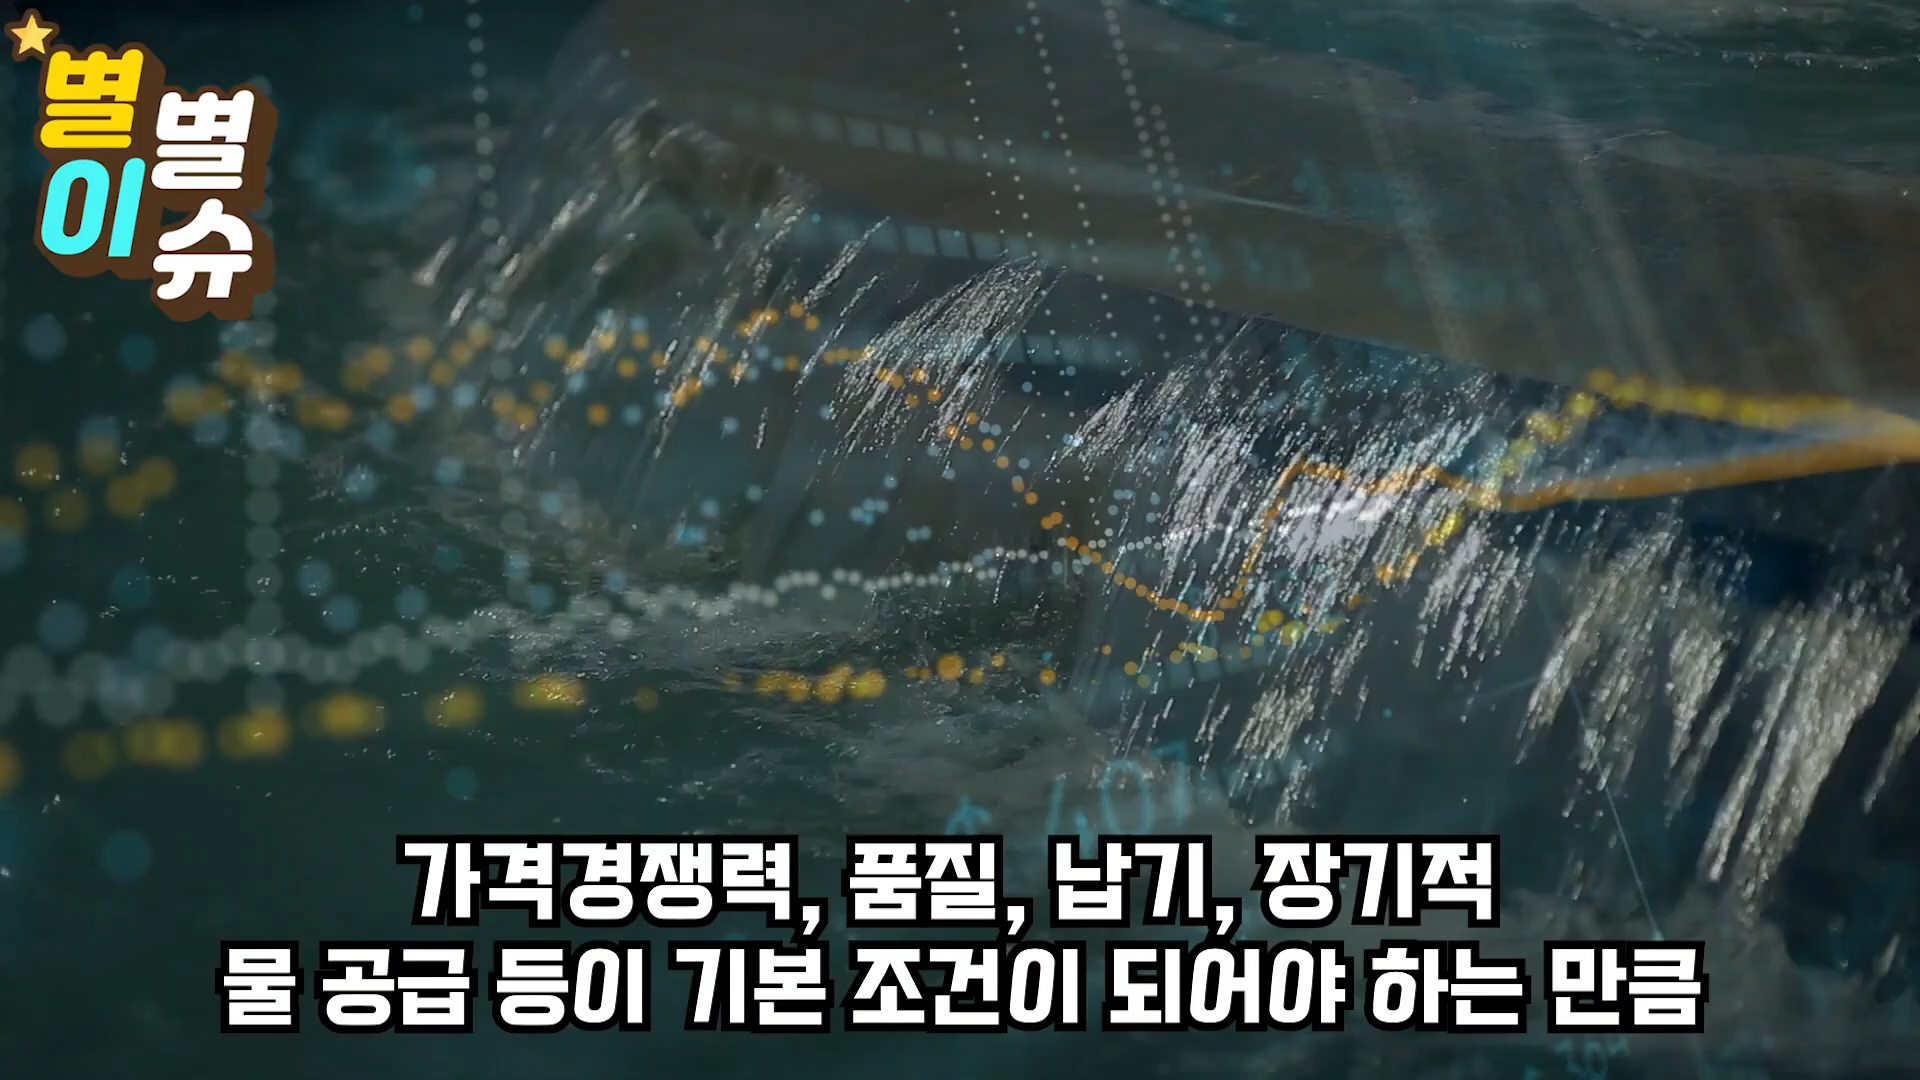 별별
이슈
가격경쟁력, 품질, 납기, 장기적
물 공급 등이 기본 조건이 되어야 하는 만큼